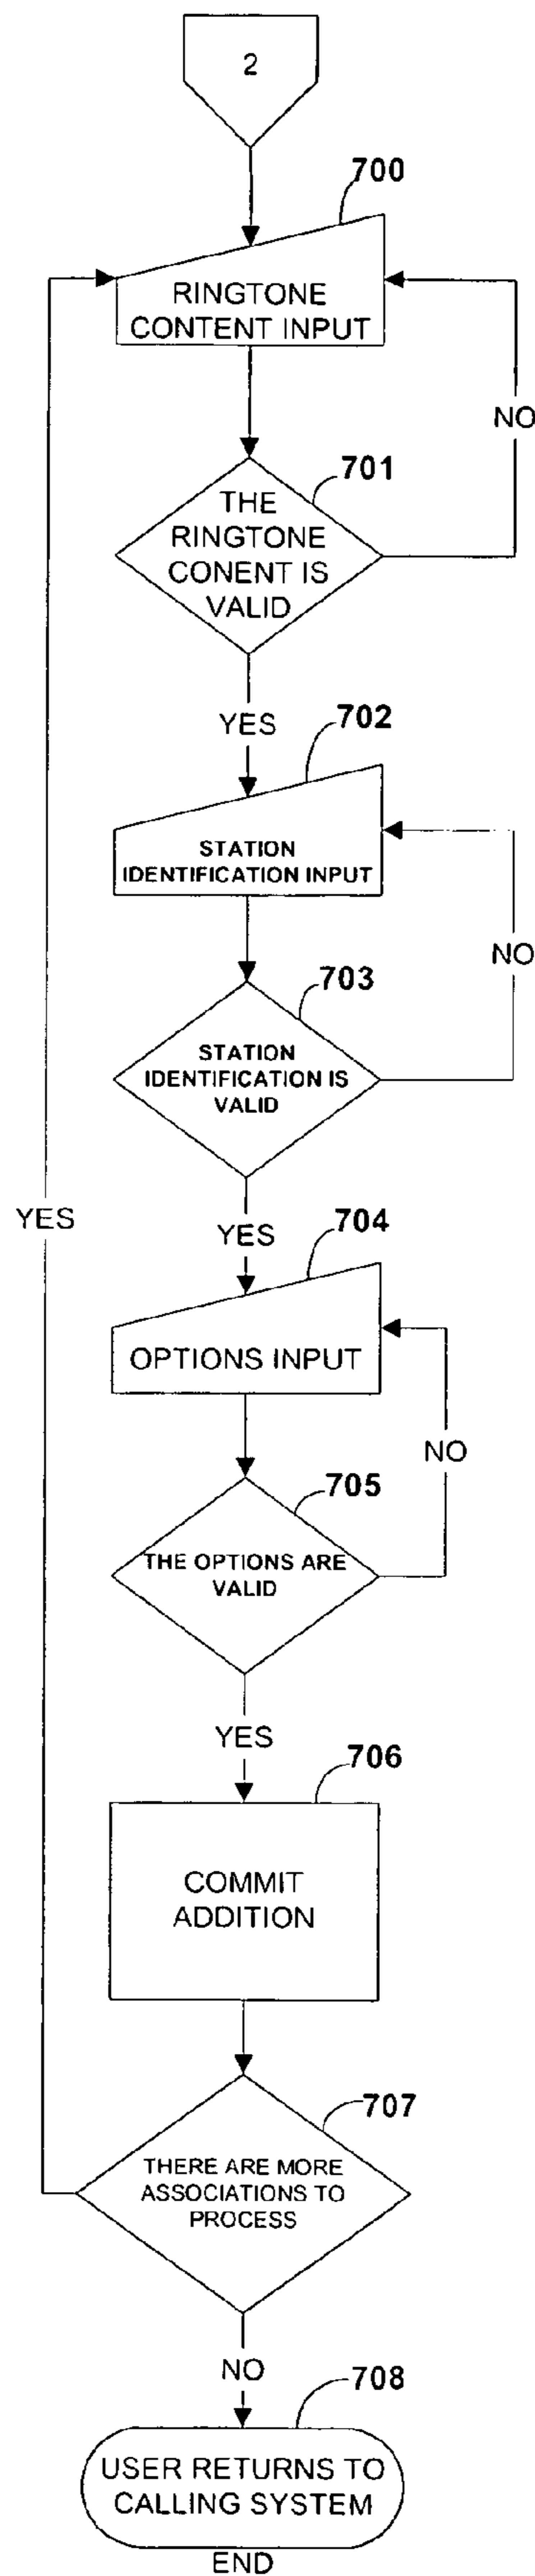 2
700
RINGTONE
CONTENT INPUT
NO
701
THE
RINGTONE
CONENT IS
VALID
YES
702
STATION
IDENTIFICATION INPUT
NO
703
STATION
IDENTIFICATION IS
VALID
YES
YES
704
OPTIONS INPUT
NO
705
THE OPTIONS ARE
VALID
YES
706
COMMIT
ADDITION
707
THERE ARE MORE
ASSOCIATIONS TO
PROCESS
NO
708
USER RETURNS TO
CALLING SYSTEM
END